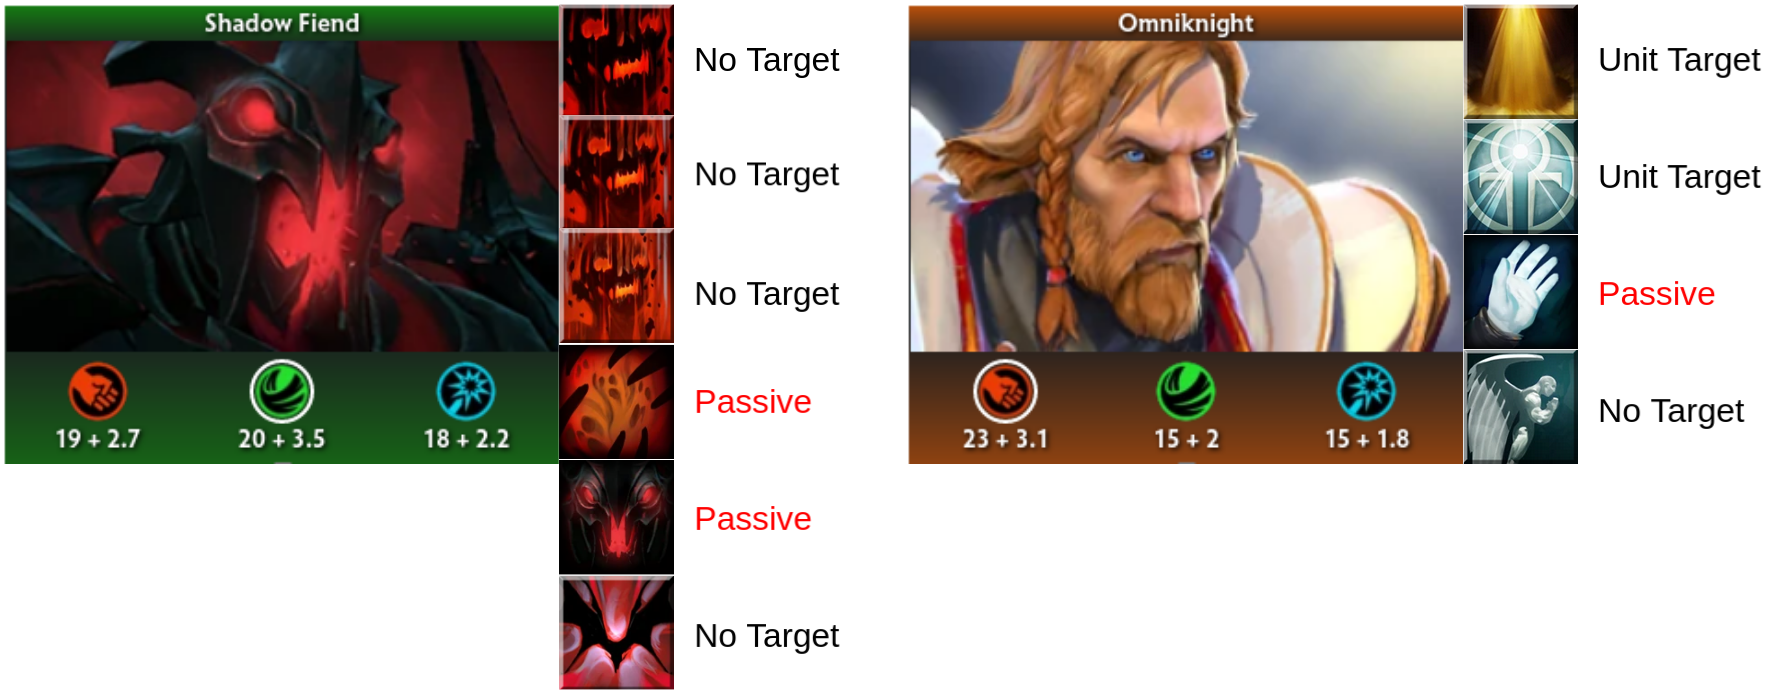 Shadow Fiend
No Target
No Target
No Target
Passive
19 + 2.7
20 + 3.5
18 + 2.2
Passive
No Target
Omniknight
Unit Target
Unit Target
Passive
No Target
23 + 3.1
15 + 2
15 + 1.8